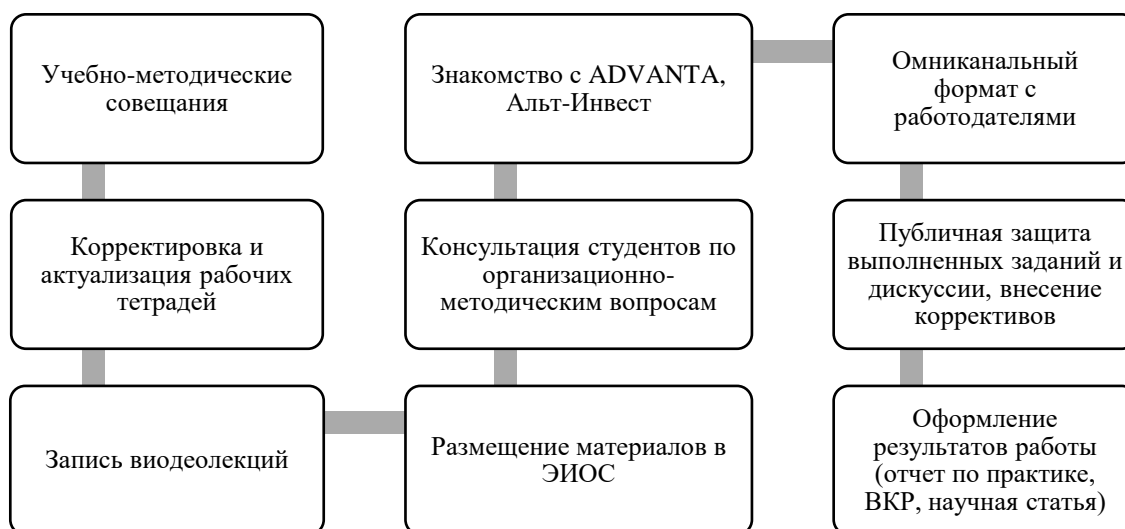 Учебно-методические
совещания
Корректировка и
актуализация рабочих
тетрадей
Запись виодеолекций
Размещение материалов в
ЭИОС
Консультация студентов по
организационно-
методическим вопросам
Знакомство с ADVANTA,
Альт-Инвест
Омниканальный
формат с
работодателями
Публичная защита
выполненных заданий и
дискуссии, внесение
коррективов
Оформление
результатов работы
(отчет по практике,
ВКР, научная статья)